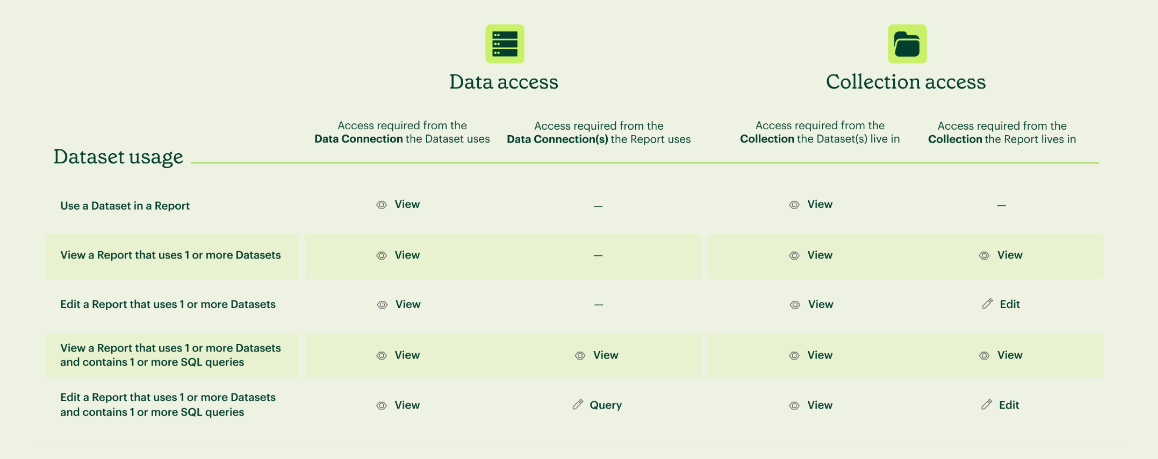 Data access
Collection access
Access required from the
Data Connection the Dataset uses
Access required from the
Data Connection(s) the Report uses
Access required from the
Collection the Dataset(s) live in
Access required from the
Collection the Report lives in
Dataset usage
Use a Dataset in a Report
View
—
View
—
View a Report that uses 1 or more Datasets
View
—
View
View
Edit a Report that uses 1 or more Datasets
View
—
View
Edit
View a Report that uses 1 or more Datasets
and contains 1 or more SQL queries
View
View
View
View
Edit a Report that uses 1 or more Datasets
and contains 1 or more SQL queries
View
Query
View
Edit